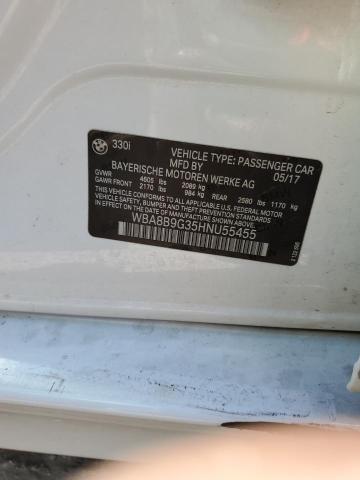 330i
VEHICLE TYPE: PASSENGER CAR
MFD BY 05/17
BAYERISCHE MOTOREN WERKE AG
GVWR 4605 lbs 2089 kg
GAWR FRONT 2170 lbs 984 kg REAR 2580 lbs 1170 kg
THIS VEHICLE CONFORMS TO ALL APPLICABLE U.S. FEDERAL
MOTOR VEHICLE SAFETY, BUMPER, AND THEFT PREVENTION
STANDARDS IN EFFECT ON THE DATE OF MANUFACTURE SHOWN ABOVE.
WBA8B9G35HNU55455